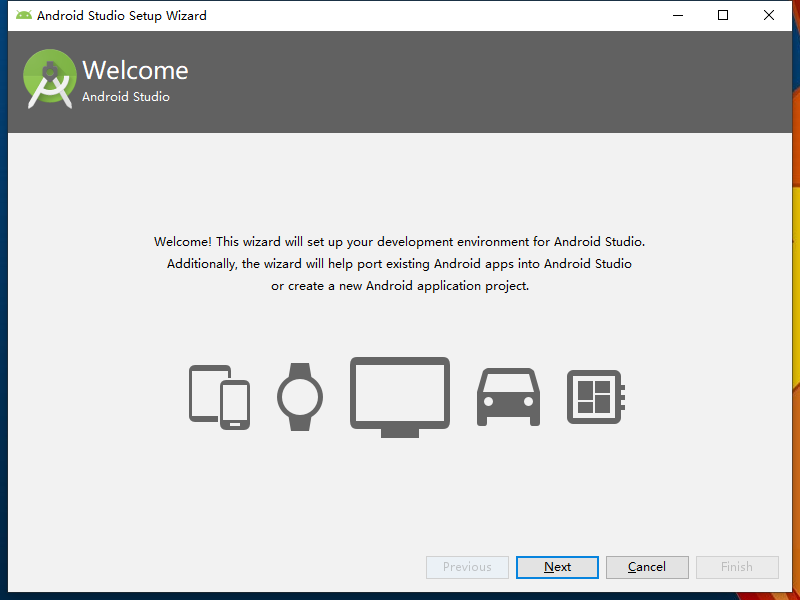 Android Studio Setup Wizard
Welcome
Android Studio
Welcome! This wizard will set up your development environment for Android Studio.
Additionally, the wizard will help port existing Android apps into Android Studio
or create a new Android application project.
Previous Next Cancel Finish